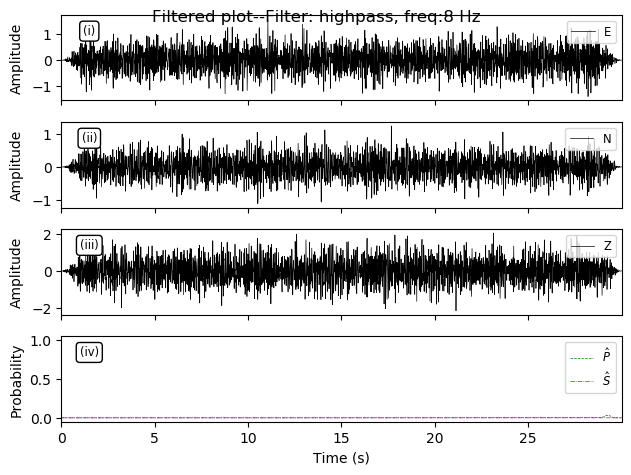 Filtered plot--Filter: highpass, freq:8 Hz
Amplitude
1
0
−1
(i)
E
Amplitude
1
0
−1
(ii)
N
Amplitude
2
0
−2
(iii)
Z
Probability
1.0
0.5
0.0
(iv)
P̂
Ŝ
0 5 10 15 20 25
Time (s)